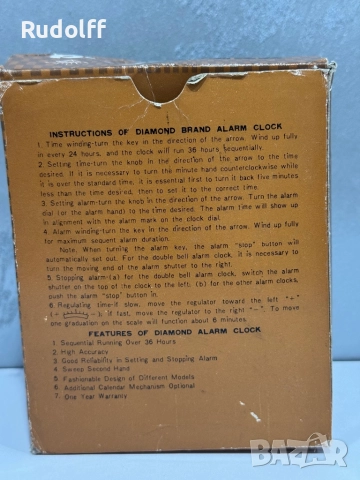 Rudolff
INSTRUCTIONS OF DIAMOND BRAND ALARM CLOCK
1. Time winding-turn the key in the direction of the arrow. Wind up fully
in every 24 hours, and the clock will run 36 hours sequentially.
2. Setting time-turn the knob in the direction of the arrow to the time
desired. If it is necessary to turn the minute hand counterclockwise while
it is over the standard time, it is essential first to turn it back five minutes
less than the time desired, then to set it to the correct time.
3. Setting alarm-turn the knob in the direction of the arrow. Turn the alarm
dial (or the alarm hand) to the time desired. The alarm time will show up
in alignment with the alarm mark on the clock dial.
4. Alarm winding-turn the key in the direction of the arrow. Wind up fully
for maximum sequent alarm duration.
Note, When turning the alarm key, the alarm "stop" button will
automatically set out. For the double bell alarm clock, it is necessary to
turn the moving end of the alarm shutter to the right.
5. Stopping alarm-(a) for the double bell alarm clock, switch the alarm
shutter on the top of the clock to the left, (b) for the other alarm clocks,
push the alarm "stop" button in.
6. Regulating time-if slow, move the regulator toward the left "+"
(+ -). if fast, move the regulator to the right "-". To move
one graduation on the scale will function about 6 minutes.
FEATURES OF DIAMOND ALARM CLOCK
1 Sequential Running Over 36 Hours
2. High Accuracy
3 Good Reliability in Setting and Stopping Alarm
4 Sweep Second Hand
5. Fashionable Design of Different Models
6. Additional Calendar Mechanism Optional
7. One Year Warranty
BAZAR